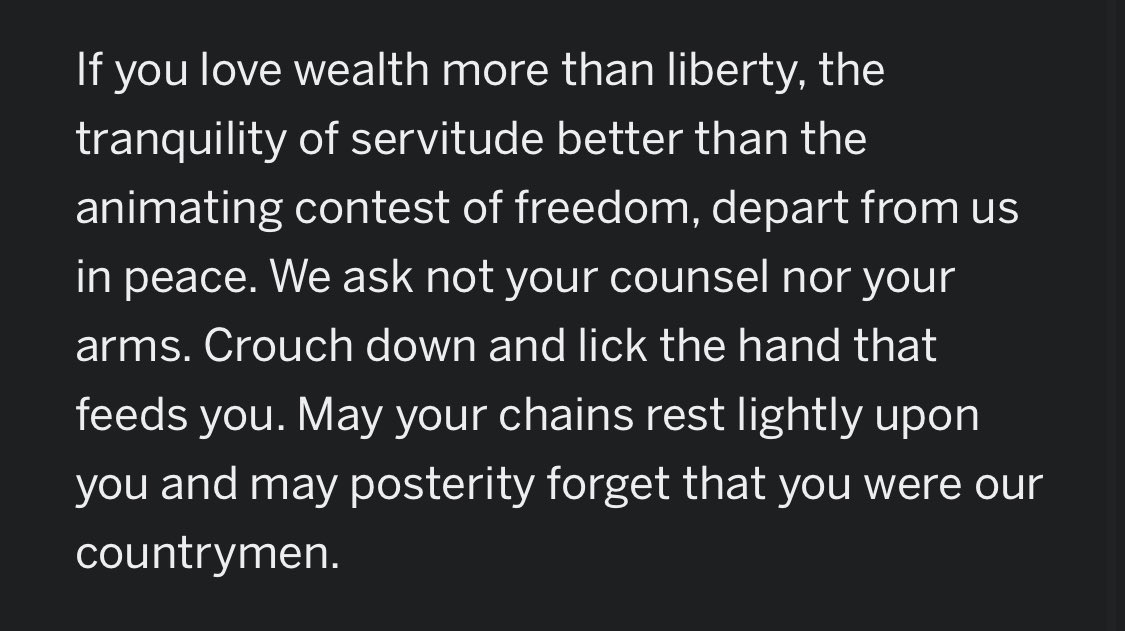 If you love wealth more than liberty, the
tranquility of servitude better than the
animating contest of freedom, depart from us
in peace. We ask not your counsel nor your
arms. Crouch down and lick the hand that
feeds you. May your chains rest lightly upon
you and may posterity forget that you were our
countrymen.